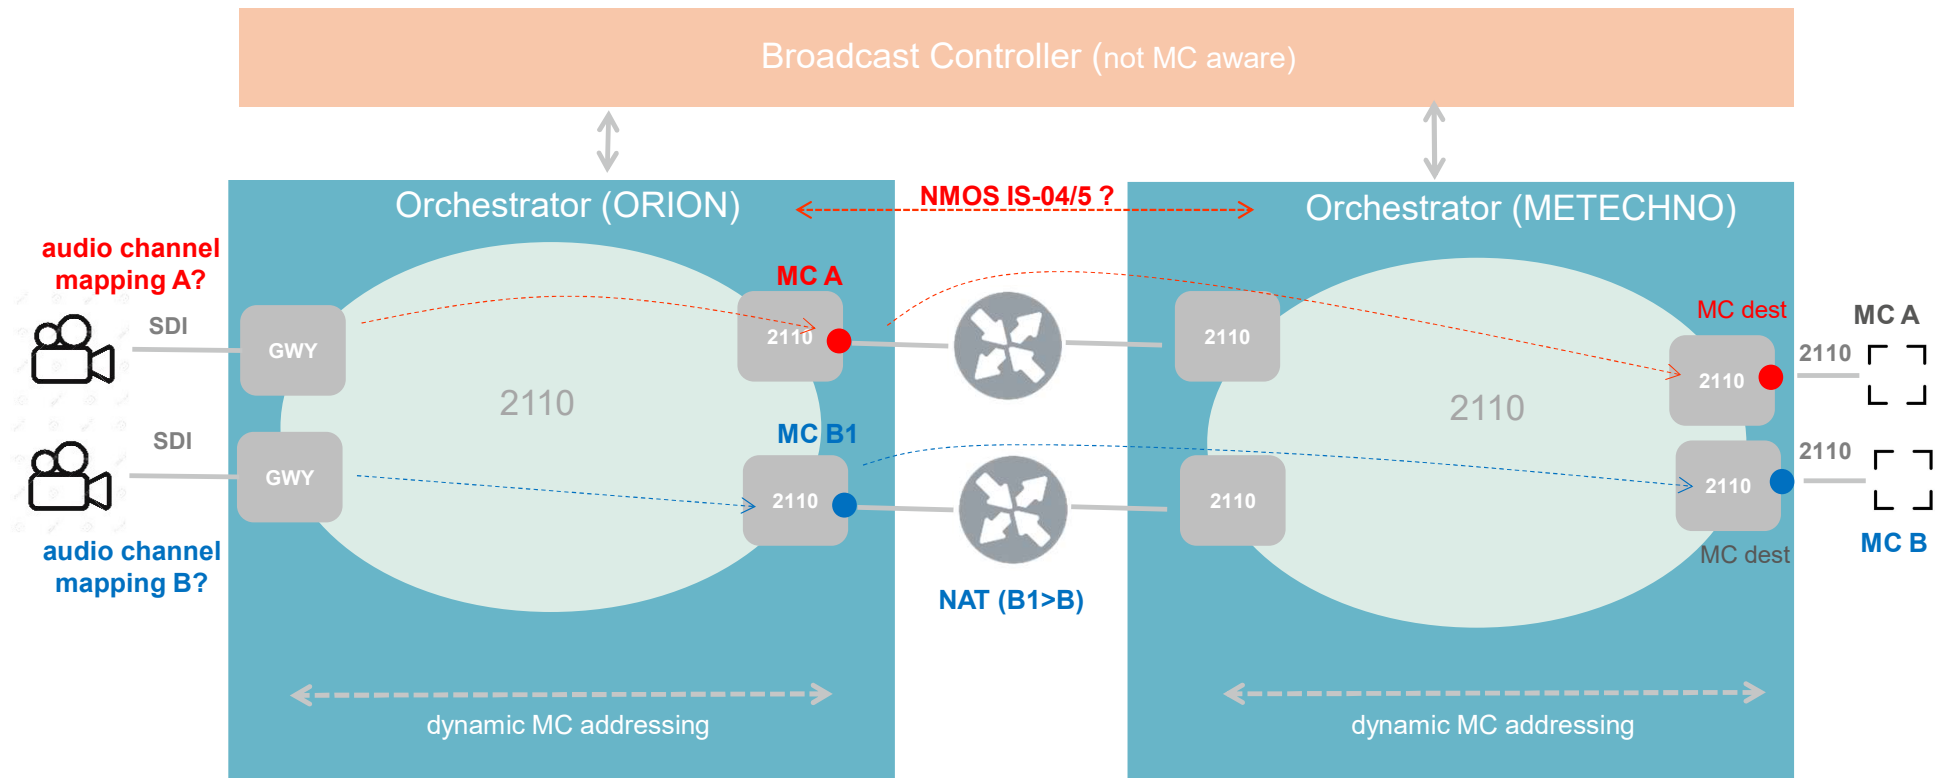 Broadcast Controller (not MC aware)
Orchestrator (ORION)
NMOS IS-04/5 ?
Orchestrator (METECHNO)
audio channel
mapping A?
MC A
SDI
GWY
2110
2110
2110
2110
MC dest
2110
2110
MC A
SDI
GWY
MC B1
2110
2110
2110
2110
MC dest
MC B
audio channel
mapping B?
NAT (B1>B)
dynamic MC addressing
dynamic MC addressing